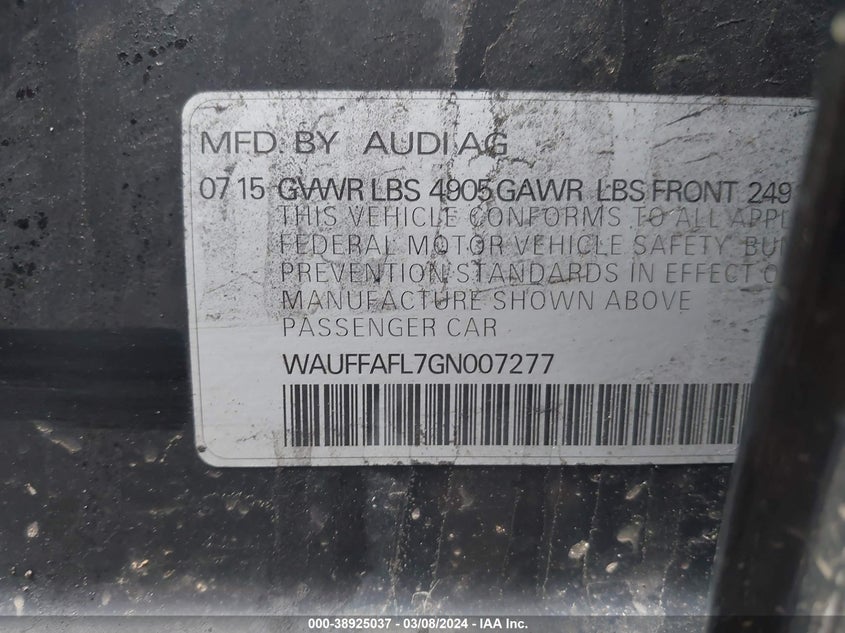 MFD. BY AUDI AG
07 15 GVWR LBS 4905 GAWR LBS FRONT 249
THIS VEHICLE CONFORMS TO ALL APPL
FEDERAL MOTOR VEHICLE SAFETY, BU
PREVENTION STANDARDS IN EFFECT O
MANUFACTURE SHOWN ABOVE
PASSENGER CAR
WAUFFAFL7GN007277
000-38925037 - 03/08/2024 - IAA Inc.